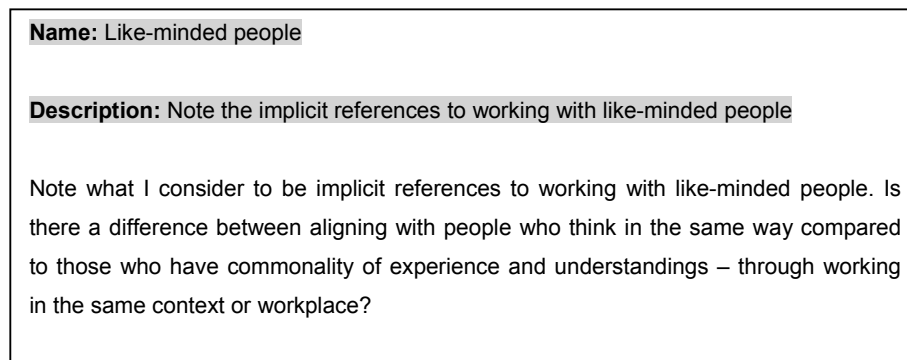 Name: Like-minded people
Description: Note the implicit references to working with like-minded people
Note what I consider to be implicit references to working with like-minded people. Is
there a difference between aligning with people who think in the same way compared
to those who have commonality of experience and understandings – through working
in the same context or workplace?